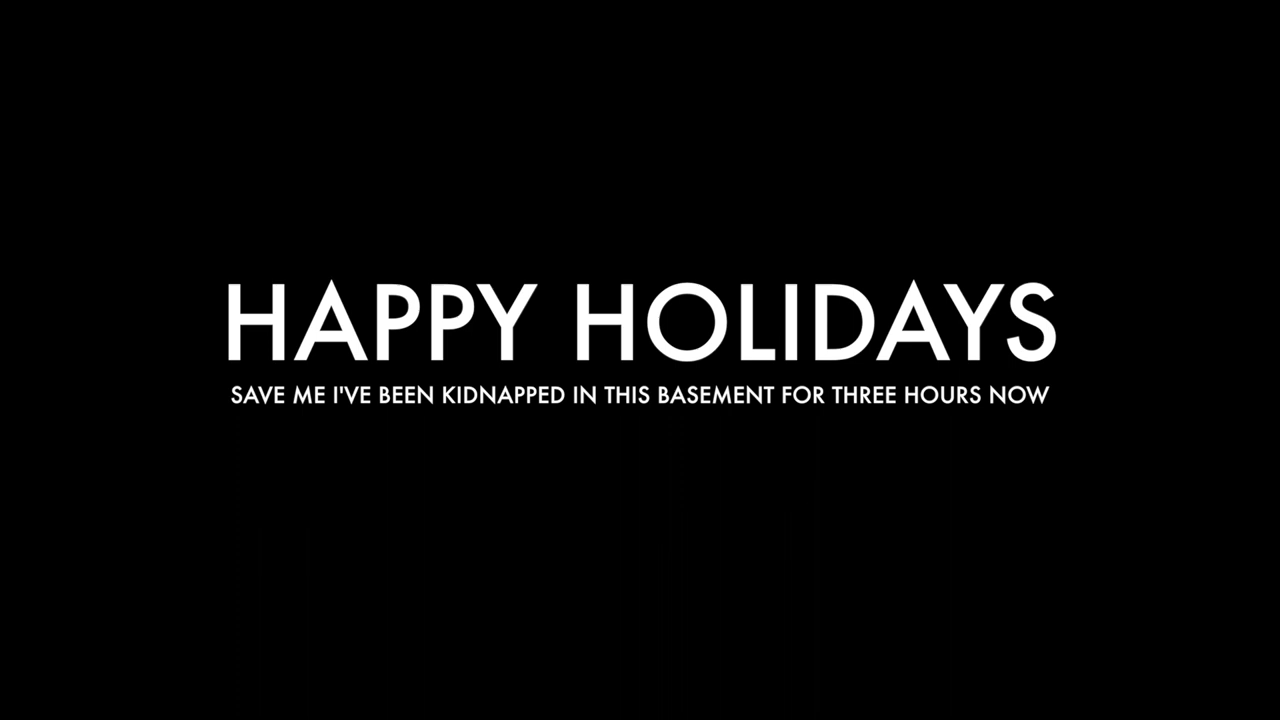 HAPPY HOLIDAYS
SAVE ME I'VE BEEN KIDNAPPED IN THIS BASEMENT FOR THREE HOURS NOW